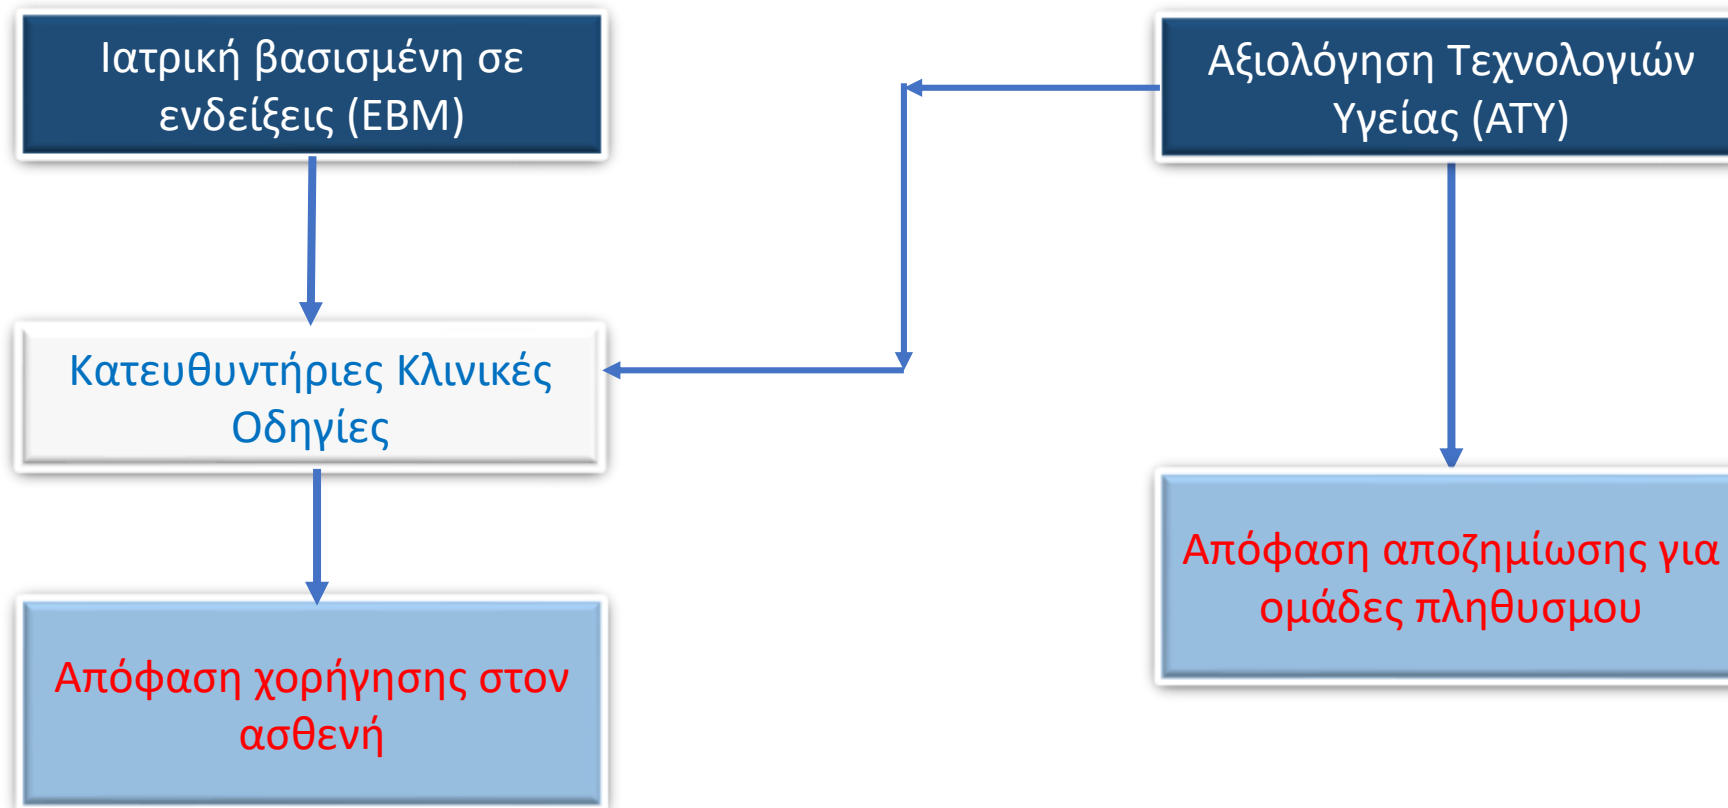 Ιατρική βασισμένη σε
ενδείξεις (EBM)
Αξιολόγηση Τεχνολογιών
Υγείας (ΑΤΥ)
Κατευθυντήριες Κλινικές
Οδηγίες
Απόφαση αποζημίωσης για
ομάδες πληθυσμου
Απόφαση χορήγησης στον
ασθενή